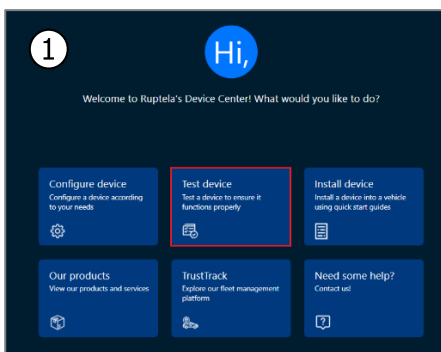 1
Hi,
Welcome to Ruptela's Device Center! What would you like to do?
Configure device
Configure a device according
to your needs
Test device
Test a device to ensure it
functions properly
Install device
Install a device into a vehicle
using quick start guides
Our products
View our products and services
TrustTrack
Explore our fleet management
platform
Need some help?
Contact us!